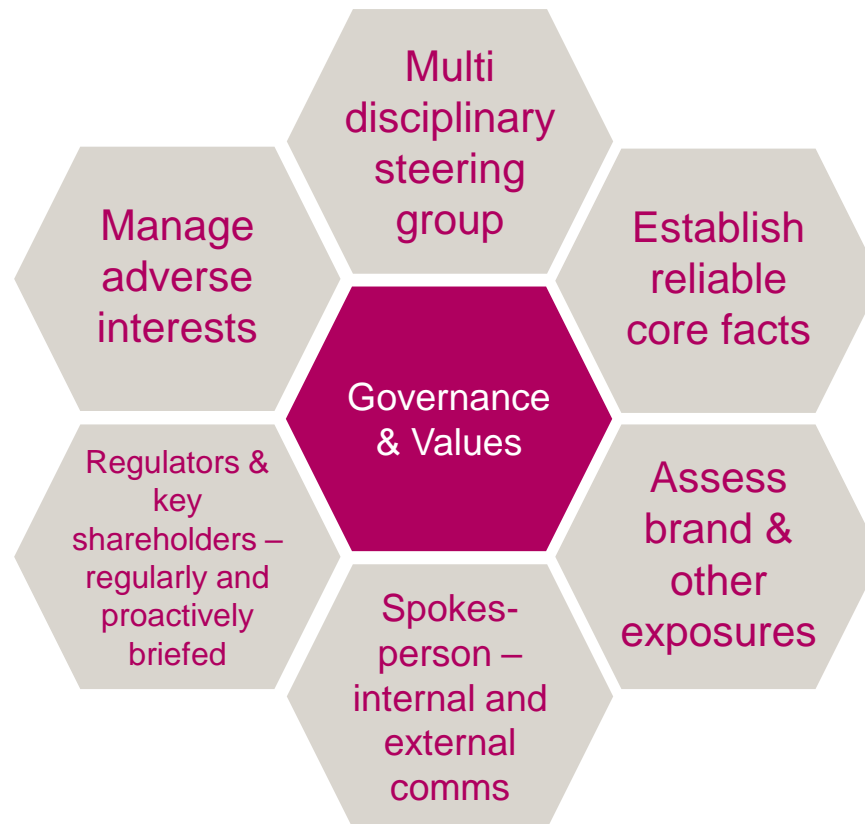 Multi
disciplinary
steering
group
Establish
reliable
core facts
Assess
brand &
other
exposures
Spokes-
person –
internal and
external
comms
Regulators &
key
shareholders –
regularly and
proactively
briefed
Manage
adverse
interests
Governance
& Values